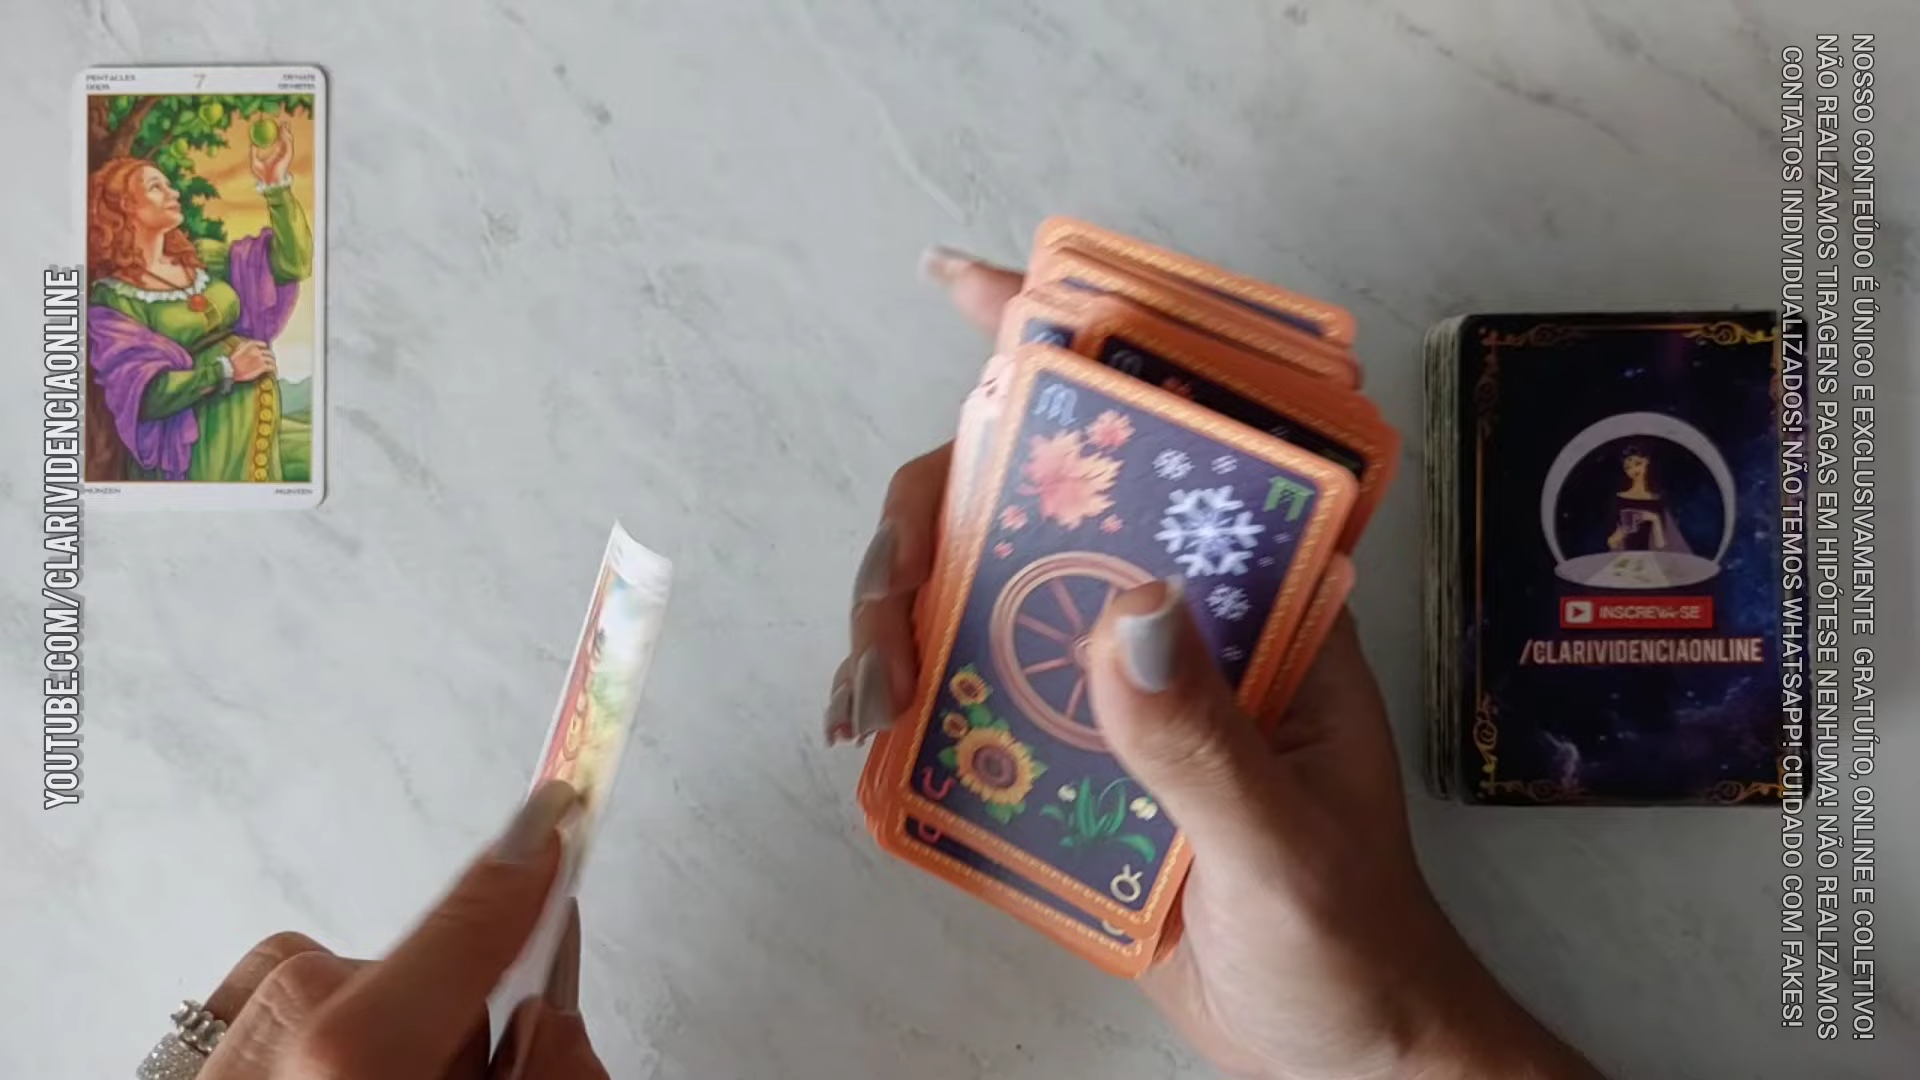 YOUTUBE.COM/CLARIVIDENCIAONLINE
PENTACLES
7
MÜNZEN
INSCREVA-SE
/CLARIVIDENCIAONLINE
NOSSO CONTEÚDO É ÚNICO E EXCLUSIVAMENTE GRATUÍTO, ONLINE E COLETIVO!
NÃO REALIZAMOS TIRAGENS PAGAS EM HIPÓTESE NENHUMA! NÃO REALIZAMOS
CONTATOS INDIVIDUALIZADOS! NÃO TEMOS WHATSAPP! CUIDADO COM FAKES!